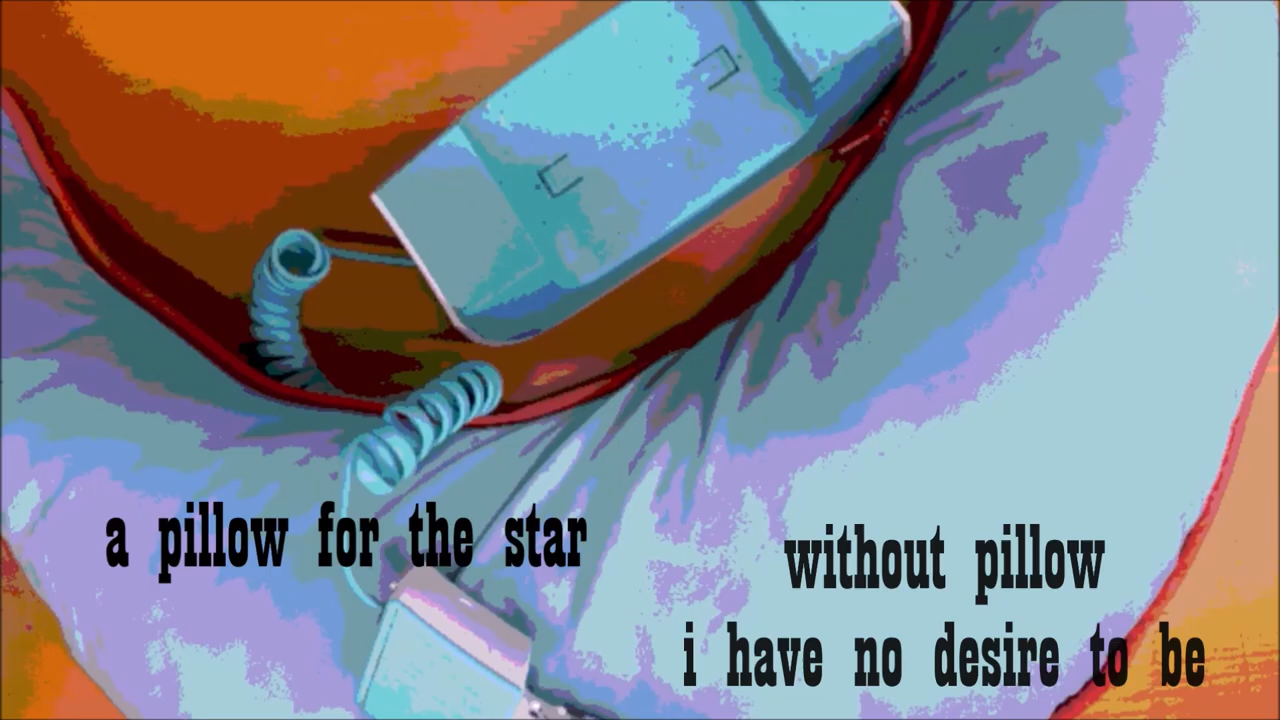 a pillow for the star
without pillow
i have no desire to be